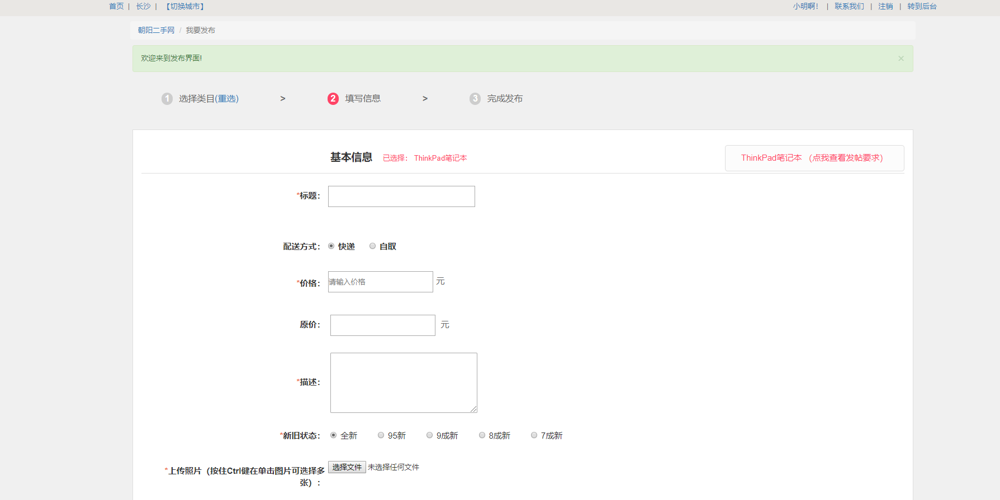 首页 | 长沙 | 【切换城市】 小明啊！ | 联系我们 | 注销 | 转到后台
朝阳二手网 / 我要发布
欢迎来到发布界面! ×
1 选择类目(重选) > 2 填写信息 > 3 完成发布
基本信息 已选择： ThinkPad笔记本 ThinkPad笔记本 （点我查看发帖要求）
*标题：
配送方式： 快递 自取
*价格： 请输入价格 元
原价： 元
*描述：
*新旧状态： 全新 95新 9成新 8成新 7成新
*上传照片（按住Ctrl健在单击图片可选择多 选择文件 未选择任何文件
张）：